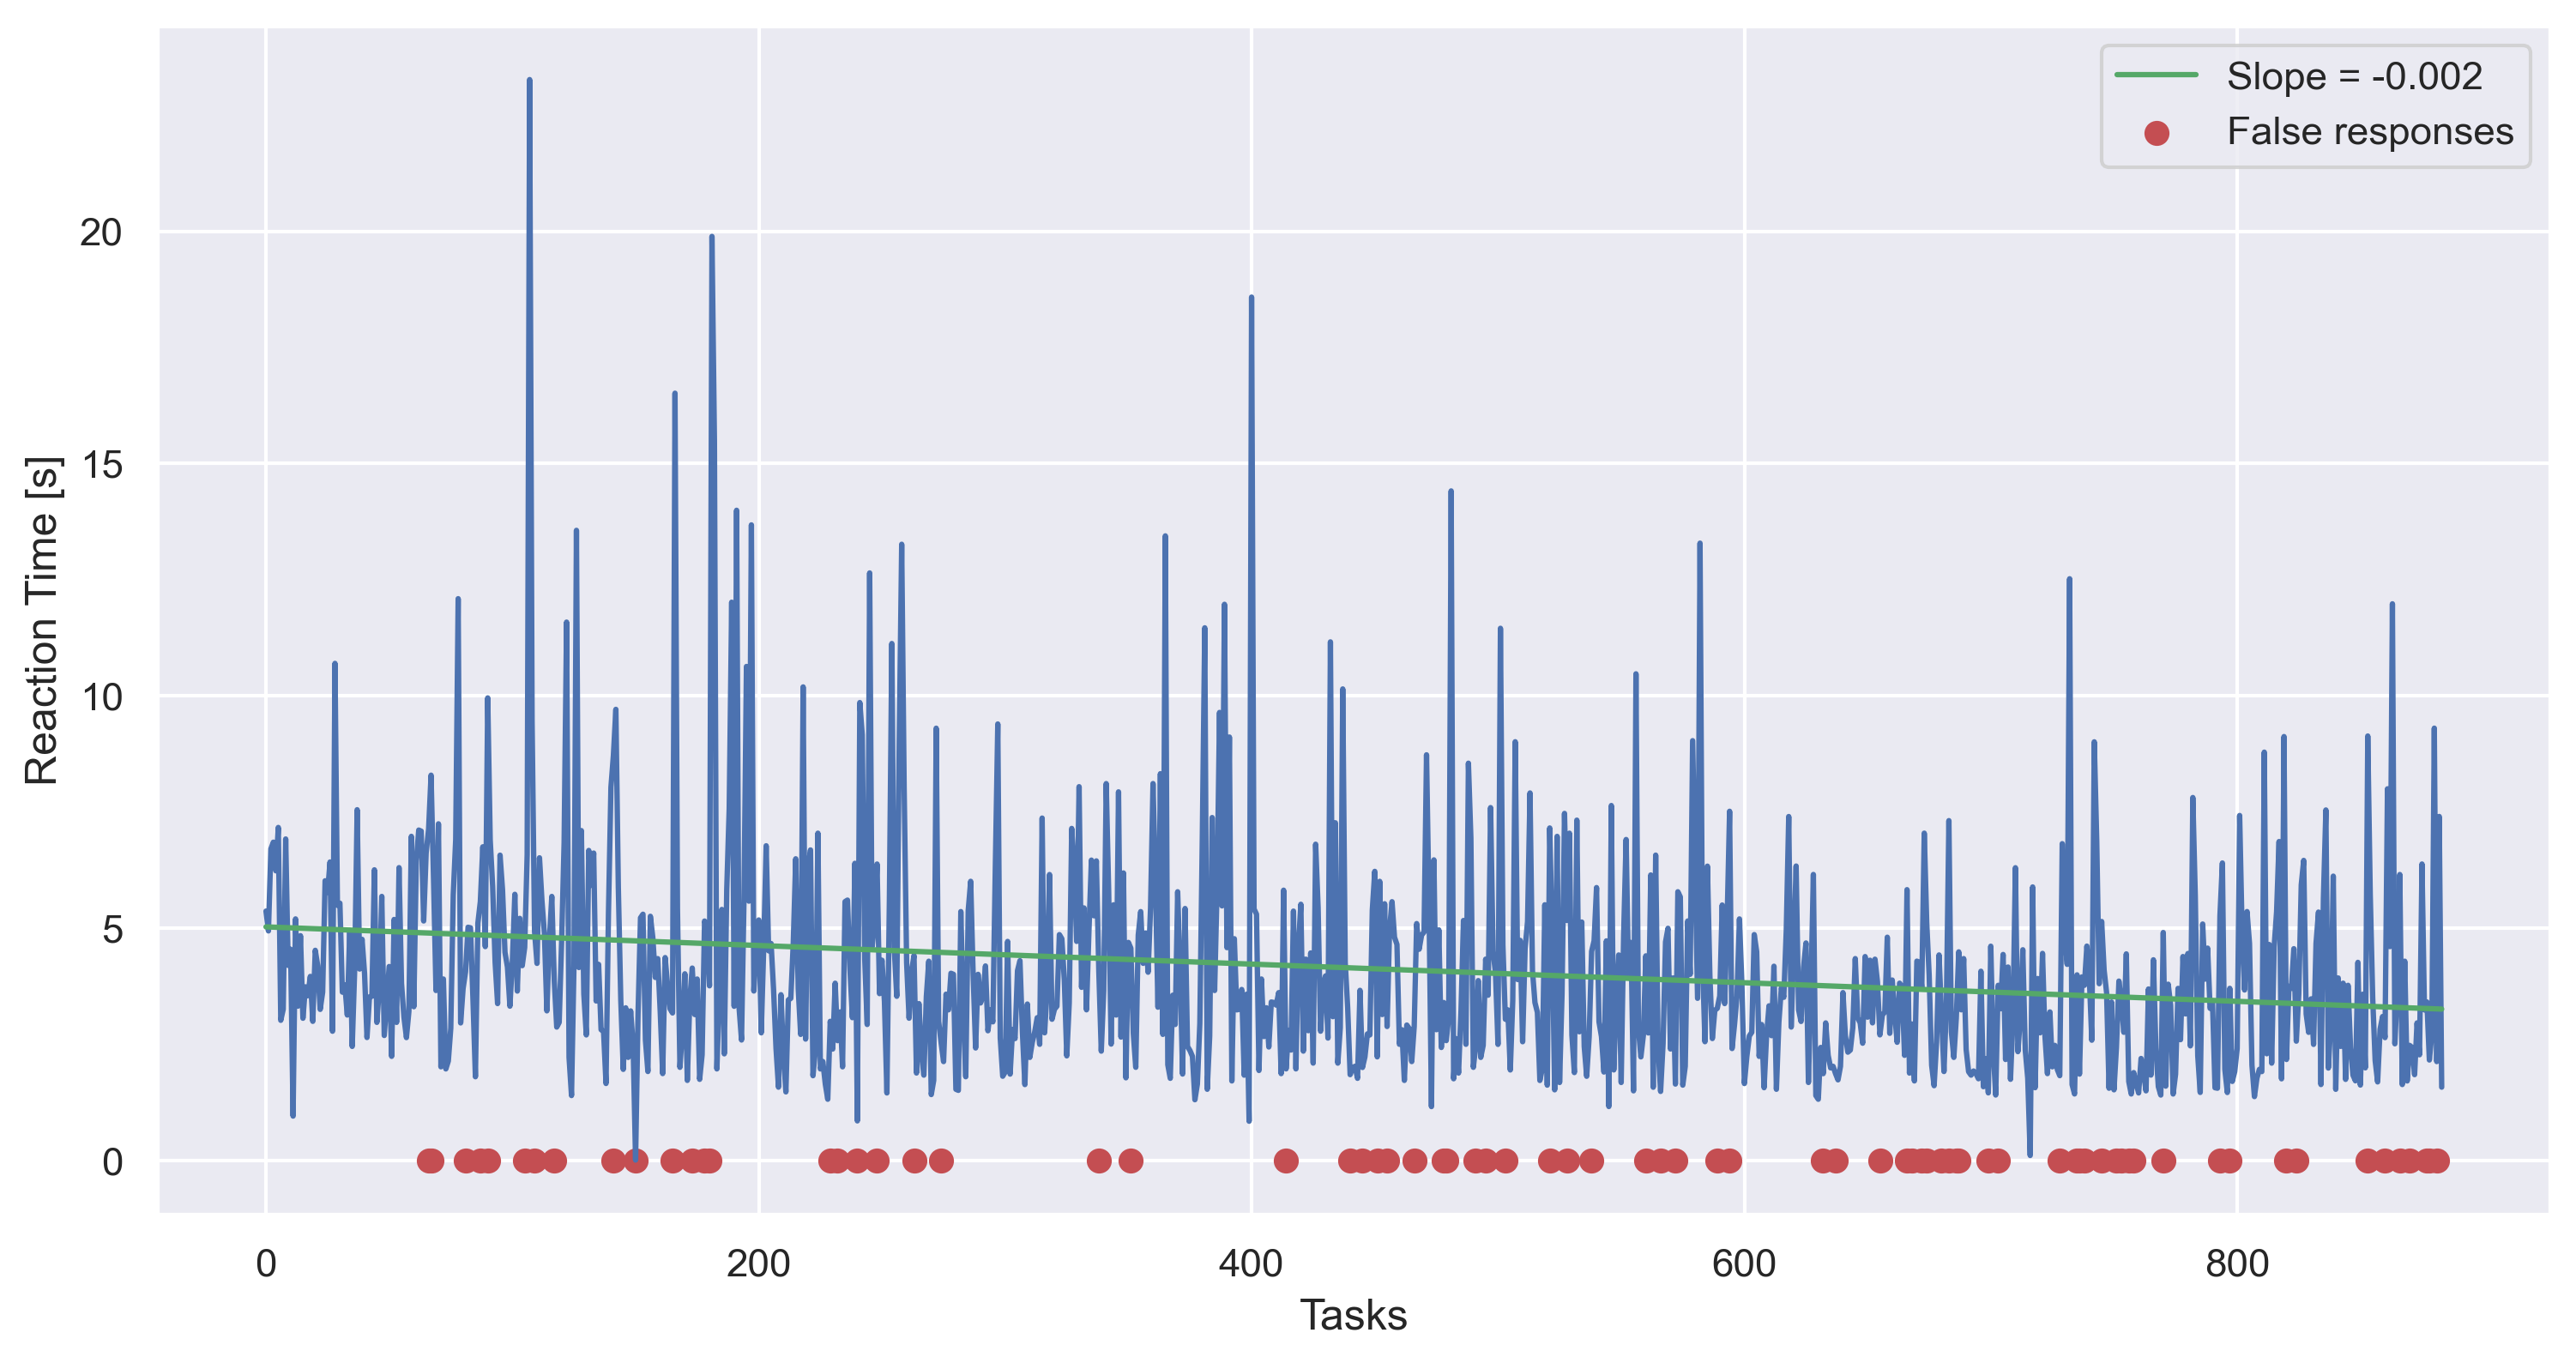 Slope = -0.002
False responses
20
15
10
5
0
Reaction Time [s]
0 200 400 600 800
Tasks